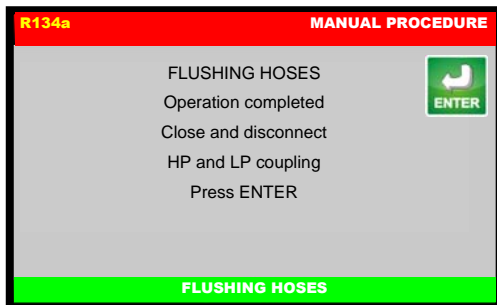 R134a MANUAL PROCEDURE
FLUSHING HOSES
Operation completed
ENTER
Close and disconnect
HP and LP coupling
Press ENTER
FLUSHING HOSES